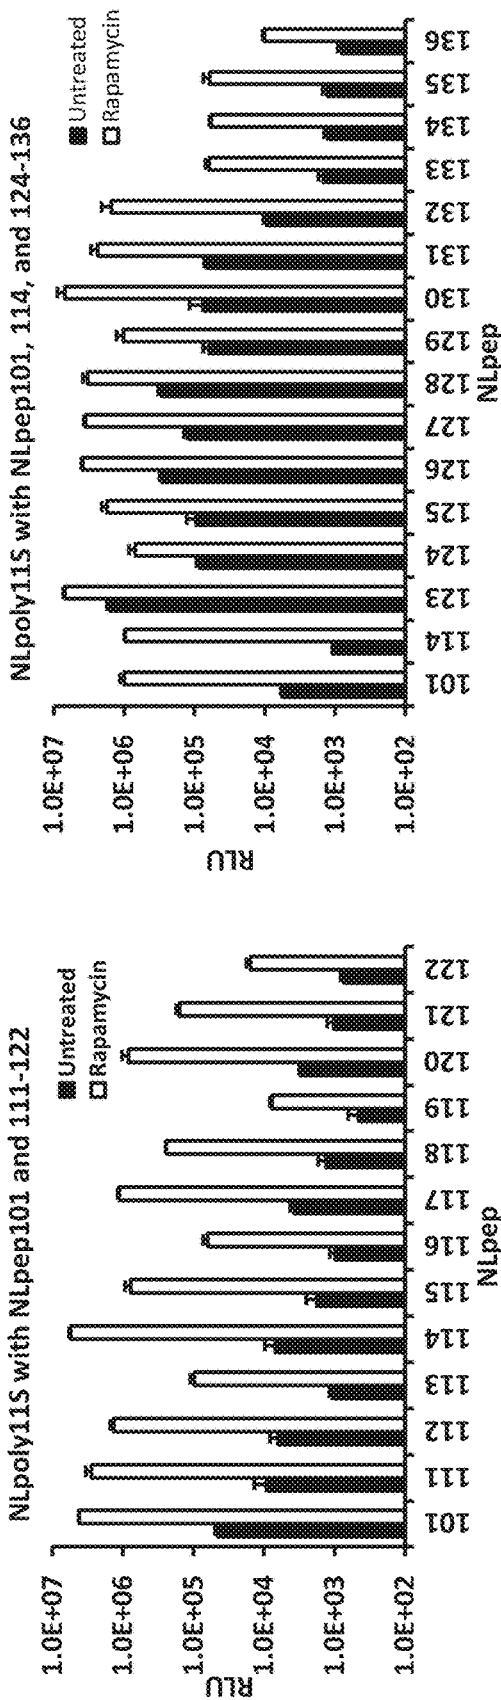 NLpoly11S with NLpep101 and 111-122
Untreated
Rapamycin
RLU
1.0E+07
1.0E+06
1.0E+05
1.0E+04
1.0E+03
1.0E+02
101
111
112
113
114
115
116
117
118
119
120
121
122
NLpep
NLpoly11S with NLpep101, 114, and 124-136
Untreated
Rapamycin
RLU
1.0E+07
1.0E+06
1.0E+05
1.0E+04
1.0E+03
1.0E+02
101
114
123
124
125
126
127
128
129
130
131
132
133
134
135
136
NLpep